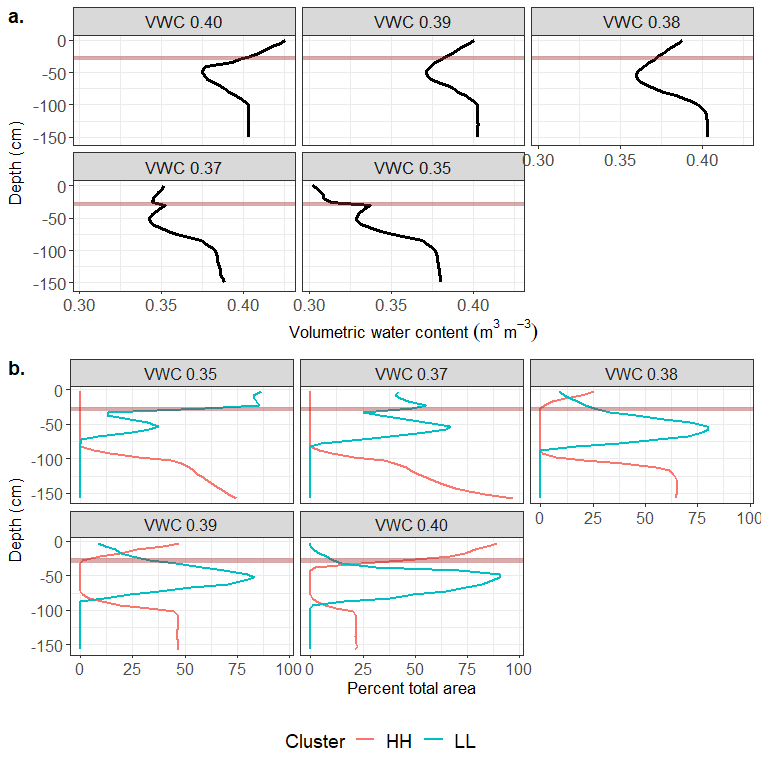 a.
VWC 0.40 VWC 0.39 VWC 0.38
0
-50
-100
-150
0.30 0.35 0.40
VWC 0.37 VWC 0.35
0
-50
-100
-150
0.30 0.35 0.40 0.30 0.35 0.40
Depth (cm)
Volumetric water content (m³ m⁻³)
b.
VWC 0.35 VWC 0.37 VWC 0.38
0
-50
-100
-150
0 25 50 75 100
VWC 0.39 VWC 0.40
0
-50
-100
-150
0 25 50 75 100 0 25 50 75 100
Depth (cm)
Percent total area
Cluster HH LL